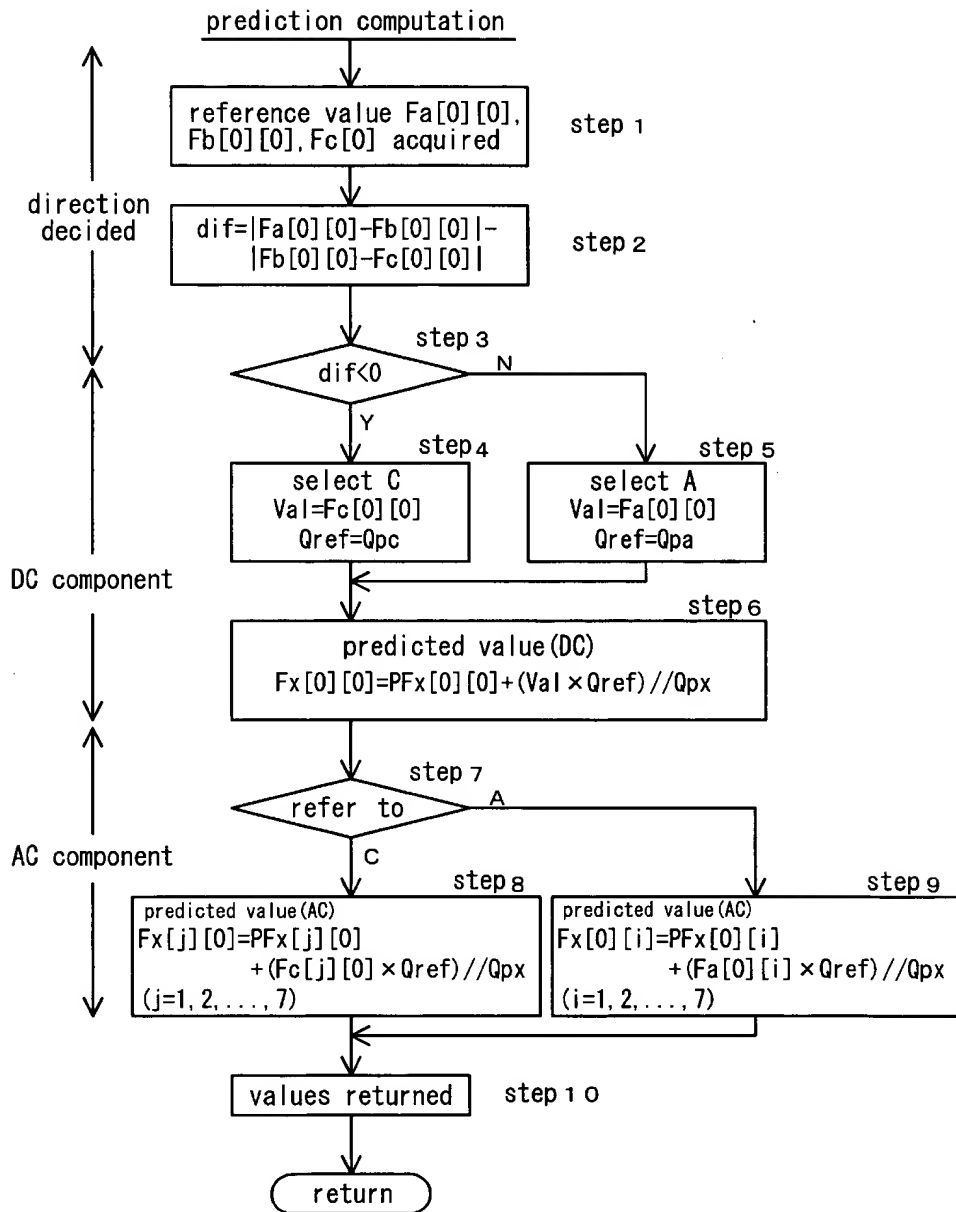 prediction computation
reference value Fa[0][0],
Fb[0][0],Fc[0] acquired
step 1
direction
decided
dif=|Fa[0][0]-Fb[0][0]|-
|Fb[0][0]-Fc[0][0]|
step 2
step 3
dif<0
N
Y
step 4
select C
Val=Fc[0][0]
Qref=Qpc
step 5
select A
Val=Fa[0][0]
Qref=Qpa
DC component
step 6
predicted value(DC)
Fx[0][0]=PFx[0][0]+(Val×Qref)//Qpx
step 7
refer to
A
C
AC component
step 8
predicted value(AC)
Fx[j][0]=PFx[j][0]
+(Fc[j][0]×Qref)//Qpx
(j=1,2,...,7)
step 9
predicted value(AC)
Fx[0][i]=PFx[0][i]
+(Fa[0][i]×Qref)//Qpx
(i=1,2,...,7)
values returned
step 10
return